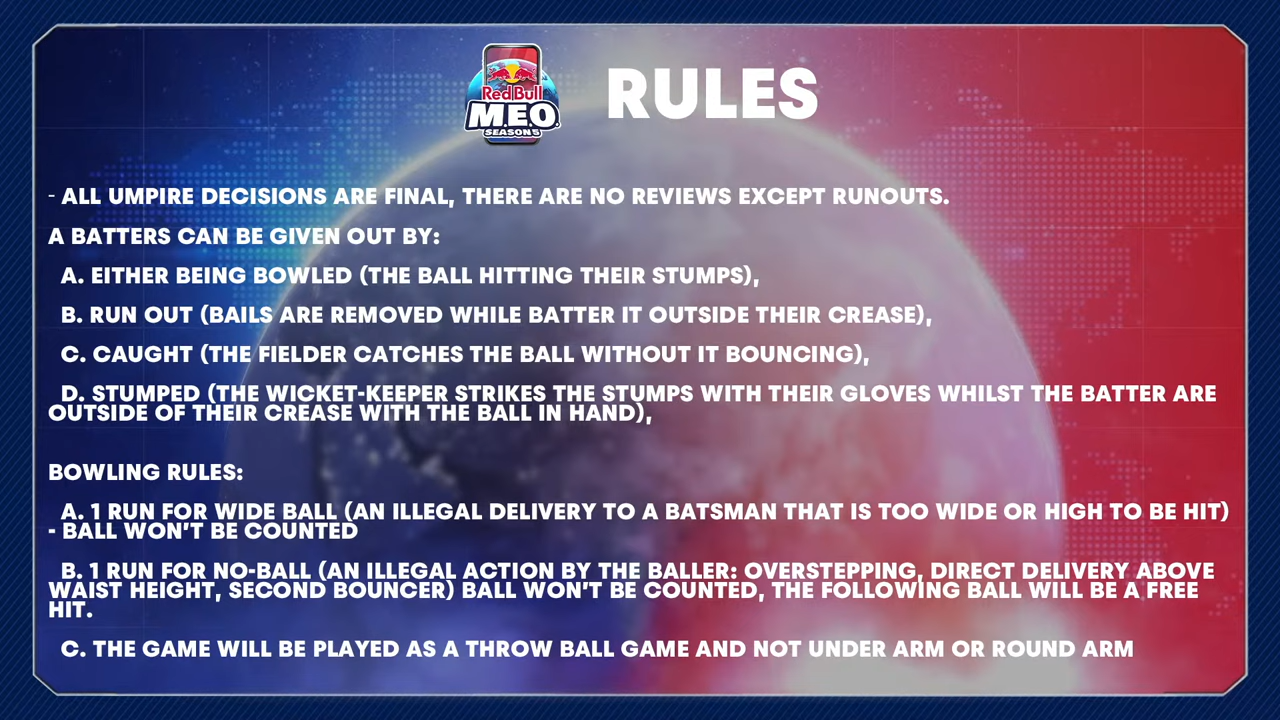 Red Bull
M.E.O.
SEASON 5
RULES
- ALL UMPIRE DECISIONS ARE FINAL, THERE ARE NO REVIEWS EXCEPT RUNOUTS.
A BATTERS CAN BE GIVEN OUT BY:
A. EITHER BEING BOWLED (THE BALL HITTING THEIR STUMPS),
B. RUN OUT (BAILS ARE REMOVED WHILE BATTER IT OUTSIDE THEIR CREASE),
C. CAUGHT (THE FIELDER CATCHES THE BALL WITHOUT IT BOUNCING),
D. STUMPED (THE WICKET-KEEPER STRIKES THE STUMPS WITH THEIR GLOVES WHILST THE BATTER ARE
OUTSIDE OF THEIR CREASE WITH THE BALL IN HAND),
BOWLING RULES:
A. 1 RUN FOR WIDE BALL (AN ILLEGAL DELIVERY TO A BATSMAN THAT IS TOO WIDE OR HIGH TO BE HIT)
- BALL WON'T BE COUNTED
B. 1 RUN FOR NO-BALL (AN ILLEGAL ACTION BY THE BALLER: OVERSTEPPING, DIRECT DELIVERY ABOVE
WAIST HEIGHT, SECOND BOUNCER) BALL WON'T BE COUNTED, THE FOLLOWING BALL WILL BE A FREE
HIT.
C. THE GAME WILL BE PLAYED AS A THROW BALL GAME AND NOT UNDER ARM OR ROUND ARM